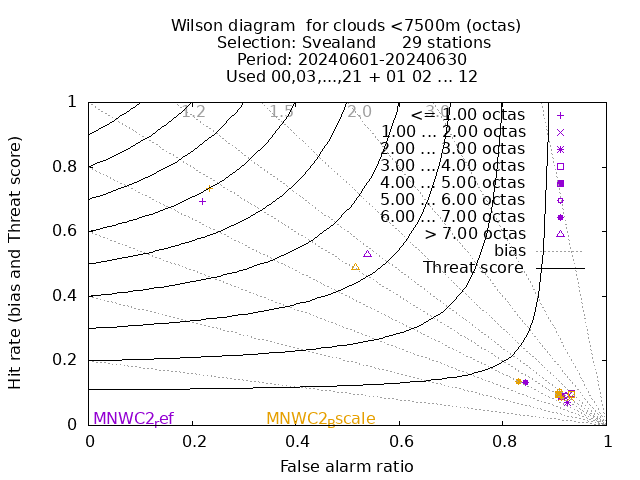 Wilson diagram  for clouds <7500m (octas)
Selection: Svealand     29 stations
Period: 20240601-20240630
Used 00,03,...,21 + 01 02 ... 12
1.2 1.5 2.0 3.0
<= 1.00 octas
1.00 ... 2.00 octas
2.00 ... 3.00 octas
3.00 ... 4.00 octas
4.00 ... 5.00 octas
5.00 ... 6.00 octas
6.00 ... 7.00 octas
> 7.00 octas
bias
Threat score
1
0.8
0.6
0.4
0.2
0
Hit rate (bias and Threat score)
MNWC2ref MNWC2Bscale
0 0.2 0.4 0.6 0.8 1
False alarm ratio